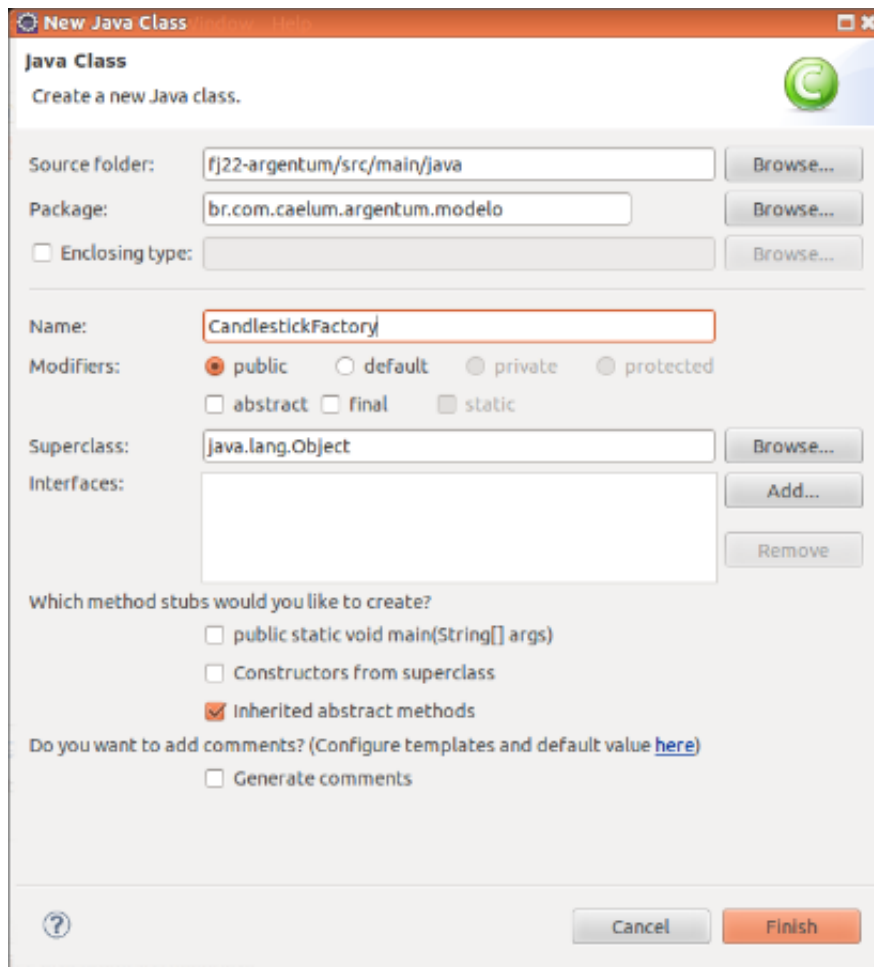 New Java Class
Window Help
Java Class
Create a new Java class.
C
Source folder: fj22-argentum/src/main/java Browse...
Package: br.com.caelum.argentum.modelo Browse...
Enclosing type: Browse...
Name: CandlestickFactory
Modifiers: public default private protected
abstract final static
Superclass: java.lang.Object Browse...
Interfaces: Add...
Remove
Which method stubs would you like to create?
public static void main(String[] args)
Constructors from superclass
Inherited abstract methods
Do you want to add comments? (Configure templates and default value here)
Generate comments
? Cancel Finish